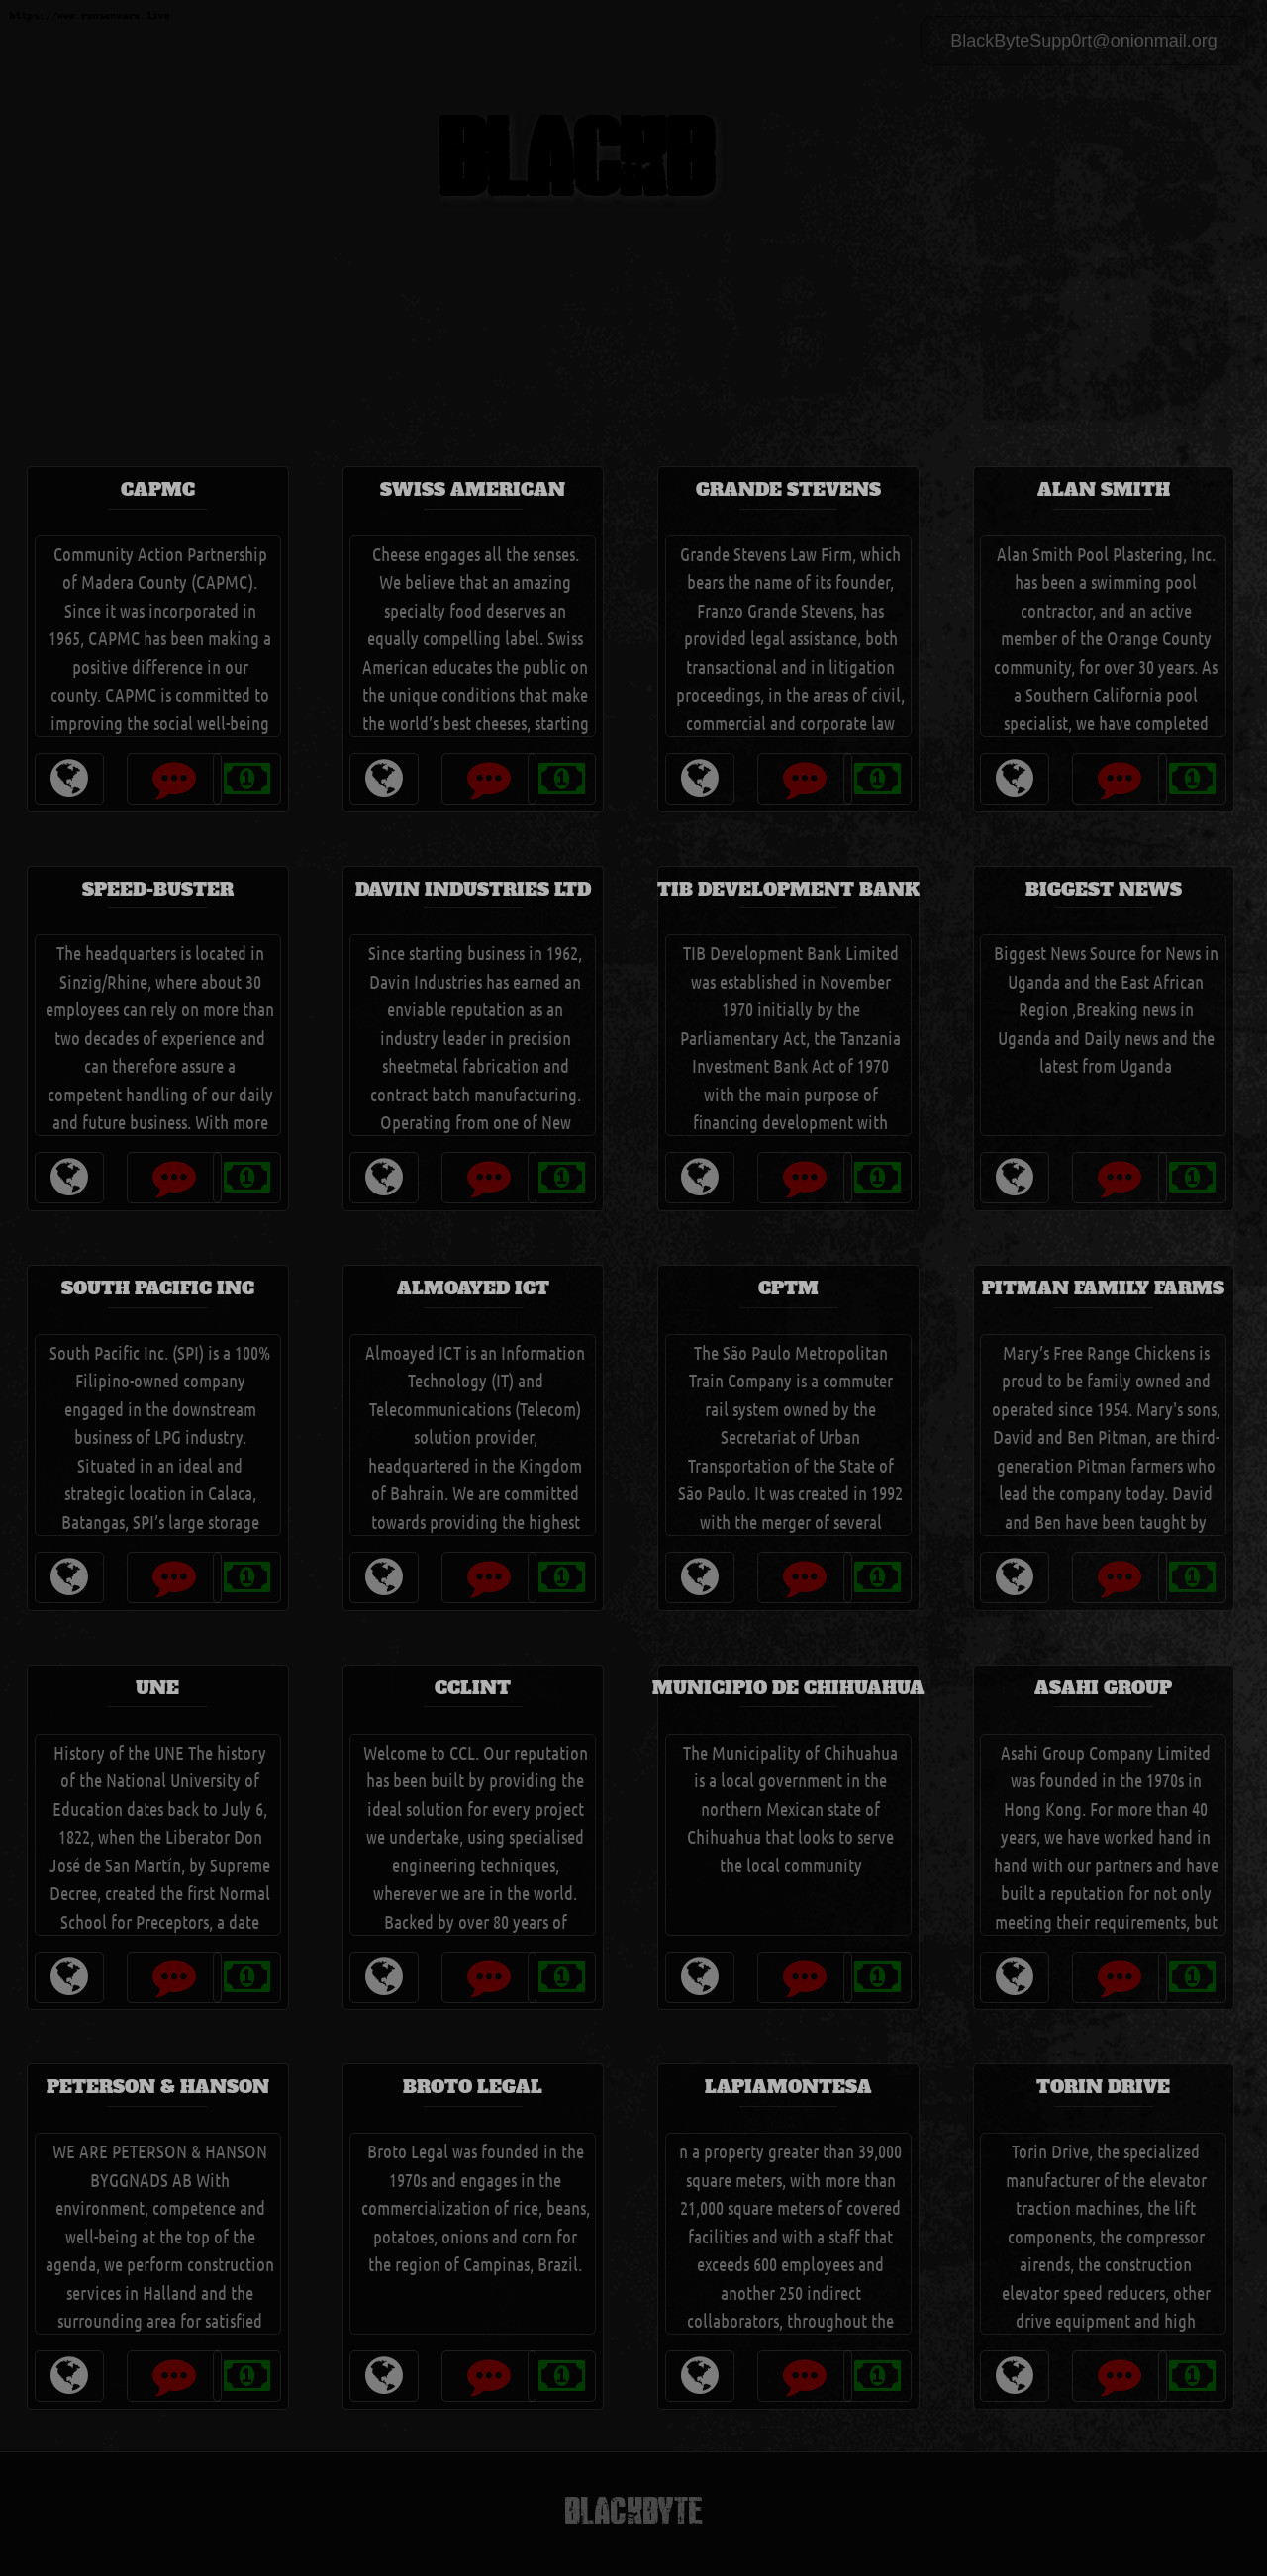 https://www.ransomware.live
BlackByteSupp0rt@onionmail.org
BLACKB
CAPMC
Community Action Partnership
of Madera County (CAPMC).
Since it was incorporated in
1965, CAPMC has been making a
positive difference in our
county. CAPMC is committed to
improving the social well-being
SWISS AMERICAN
Cheese engages all the senses.
We believe that an amazing
specialty food deserves an
equally compelling label. Swiss
American educates the public on
the unique conditions that make
the world’s best cheeses, starting
GRANDE STEVENS
Grande Stevens Law Firm, which
bears the name of its founder,
Franzo Grande Stevens, has
provided legal assistance, both
transactional and in litigation
proceedings, in the areas of civil,
commercial and corporate law
ALAN SMITH
Alan Smith Pool Plastering, Inc.
has been a swimming pool
contractor, and an active
member of the Orange County
community, for over 30 years. As
a Southern California pool
specialist, we have completed
SPEED-BUSTER
The headquarters is located in
Sinzig/Rhine, where about 30
employees can rely on more than
two decades of experience and
can therefore assure a
competent handling of our daily
and future business. With more
DAVIN INDUSTRIES LTD
Since starting business in 1962,
Davin Industries has earned an
enviable reputation as an
industry leader in precision
sheetmetal fabrication and
contract batch manufacturing.
Operating from one of New
TIB DEVELOPMENT BANK
TIB Development Bank Limited
was established in November
1970 initially by the
Parliamentary Act, the Tanzania
Investment Bank Act of 1970
with the main purpose of
financing development with
BIGGEST NEWS
Biggest News Source for News in
Uganda and the East African
Region ,Breaking news in
Uganda and Daily news and the
latest from Uganda
SOUTH PACIFIC INC
South Pacific Inc. (SPI) is a 100%
Filipino-owned company
engaged in the downstream
business of LPG industry.
Situated in an ideal and
strategic location in Calaca,
Batangas, SPI’s large storage
ALMOAYED ICT
Almoayed ICT is an Information
Technology (IT) and
Telecommunications (Telecom)
solution provider,
headquartered in the Kingdom
of Bahrain. We are committed
towards providing the highest
CPTM
The São Paulo Metropolitan
Train Company is a commuter
rail system owned by the
Secretariat of Urban
Transportation of the State of
São Paulo. It was created in 1992
with the merger of several
PITMAN FAMILY FARMS
Mary’s Free Range Chickens is
proud to be family owned and
operated since 1954. Mary's sons,
David and Ben Pitman, are third-
generation Pitman farmers who
lead the company today. David
and Ben have been taught by
UNE
History of the UNE The history
of the National University of
Education dates back to July 6,
1822, when the Liberator Don
José de San Martín, by Supreme
Decree, created the first Normal
School for Preceptors, a date
CCLINT
Welcome to CCL. Our reputation
has been built by providing the
ideal solution for every project
we undertake, using specialised
engineering techniques,
wherever we are in the world.
Backed by over 80 years of
MUNICIPIO DE CHIHUAHUA
The Municipality of Chihuahua
is a local government in the
northern Mexican state of
Chihuahua that looks to serve
the local community
ASAHI GROUP
Asahi Group Company Limited
was founded in the 1970s in
Hong Kong. For more than 40
years, we have worked hand in
hand with our partners and have
built a reputation for not only
meeting their requirements, but
PETERSON & HANSON
WE ARE PETERSON & HANSON
BYGGNADS AB With
environment, competence and
well-being at the top of the
agenda, we perform construction
services in Halland and the
surrounding area for satisfied
BROTO LEGAL
Broto Legal was founded in the
1970s and engages in the
commercialization of rice, beans,
potatoes, onions and corn for
the region of Campinas, Brazil.
LAPIAMONTESA
n a property greater than 39,000
square meters, with more than
21,000 square meters of covered
facilities and with a staff that
exceeds 600 employees and
another 250 indirect
collaborators, throughout the
TORIN DRIVE
Torin Drive, the specialized
manufacturer of the elevator
traction machines, the lift
components, the compressor
airends, the construction
elevator speed reducers, other
drive equipment and high
BLACKBYTE